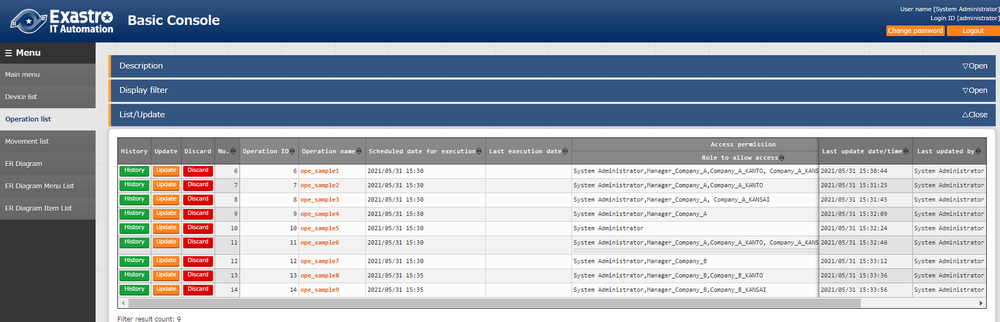 Exastro
IT Automation
Basic Console
User name [System Administrator]
Login ID [administrator]
Change password Logout
Menu
Main menu
Device list
Operation list
Movement list
ER Diagram
ER Diagram Menu List
ER Diagram Item List
Description ▽Open
Display filter ▽Open
List/Update △Close
History Update Discard No. Operation ID Operation name Scheduled date for execution Last execution date Access permission Last update date/time Last updated by
Role to allow access
History Update Discard 6 6 ope_sample1 2021/05/31 15:30 System Administrator,Manager_Company_A,Company_A_KANTO, Company_A_KANS 2021/05/31 15:30:44 System Administrator
History Update Discard 7 7 ope_sample2 2021/05/31 15:30 System Administrator,Manager_Company_A,Company_A_KANTO 2021/05/31 15:31:25 System Administrator
History Update Discard 8 8 ope_sample3 2021/05/31 15:30 System Administrator,Manager_Company_A, Company_A_KANSAI 2021/05/31 15:31:45 System Administrator
History Update Discard 9 9 ope_sample4 2021/05/31 15:30 System Administrator,Manager_Company_A 2021/05/31 15:32:09 System Administrator
History Update Discard 10 10 ope_sample5 2021/05/31 15:30 System Administrator 2021/05/31 15:32:24 System Administrator
History Update Discard 11 11 ope_sample6 2021/05/31 15:30 System Administrator,Manager_Company_A,Company_A_KANTO, Company_A_KANS 2021/05/31 15:32:46 System Administrator
History Update Discard 12 12 ope_sample7 2021/05/31 15:30 System Administrator,Manager_Company_B 2021/05/31 15:33:12 System Administrator
History Update Discard 13 13 ope_sample8 2021/05/31 15:35 System Administrator,Manager_Company_B,Company_B_KANTO 2021/05/31 15:33:36 System Administrator
History Update Discard 14 14 ope_sample9 2021/05/31 15:35 System Administrator,Manager_Company_B,Company_B_KANSAI 2021/05/31 15:33:56 System Administrator
Filter result count: 9